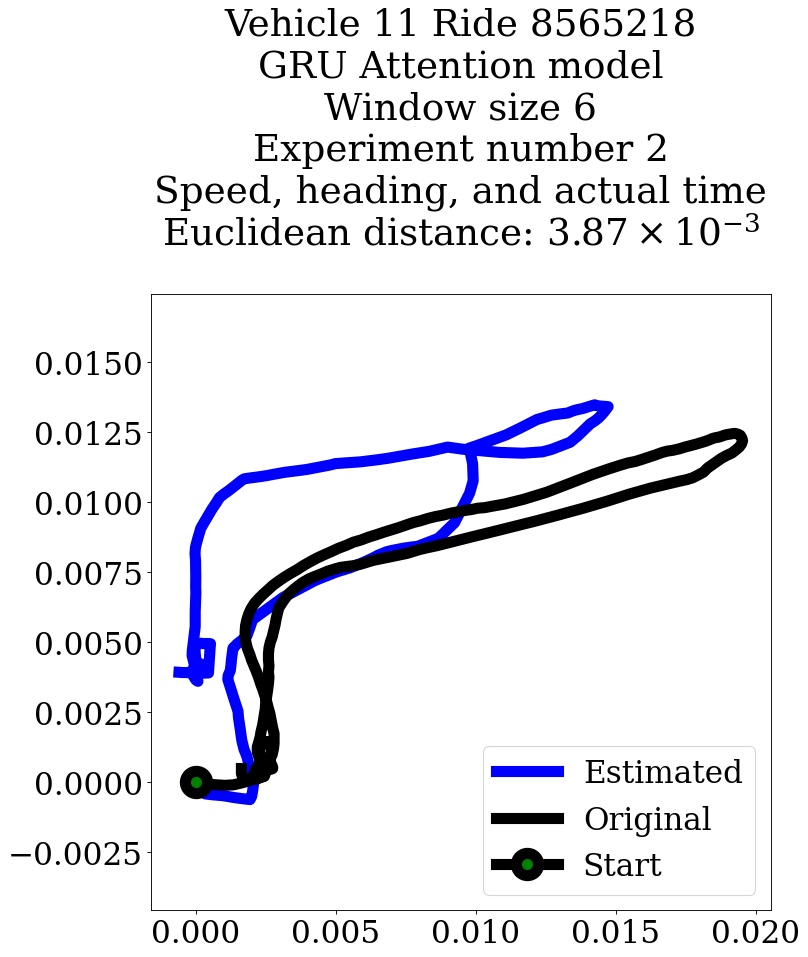 Vehicle 11 Ride 8565218
GRU Attention model
Window size 6
Experiment number 2
Speed, heading, and actual time
Euclidean distance: 3.87 × 10⁻³
0.0150
0.0125
0.0100
0.0075
0.0050
0.0025
0.0000
−0.0025
Estimated
Original
Start
0.000 0.005 0.010 0.015 0.020